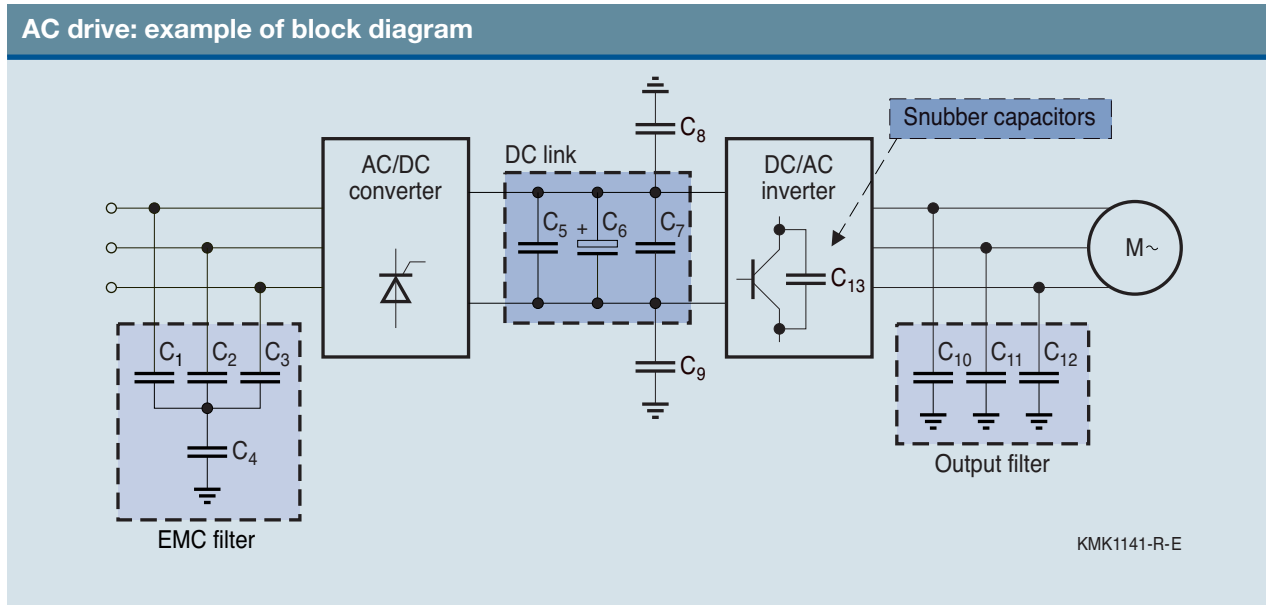 AC drive: example of block diagram
C8
Snubber capacitors
AC/DC
converter
DC link
DC/AC
inverter
C5
+
C6
C7
M~
C13
C1
C2
C3
C9
C10
C11
C12
C4
Output filter
EMC filter
KMK1141-R-E